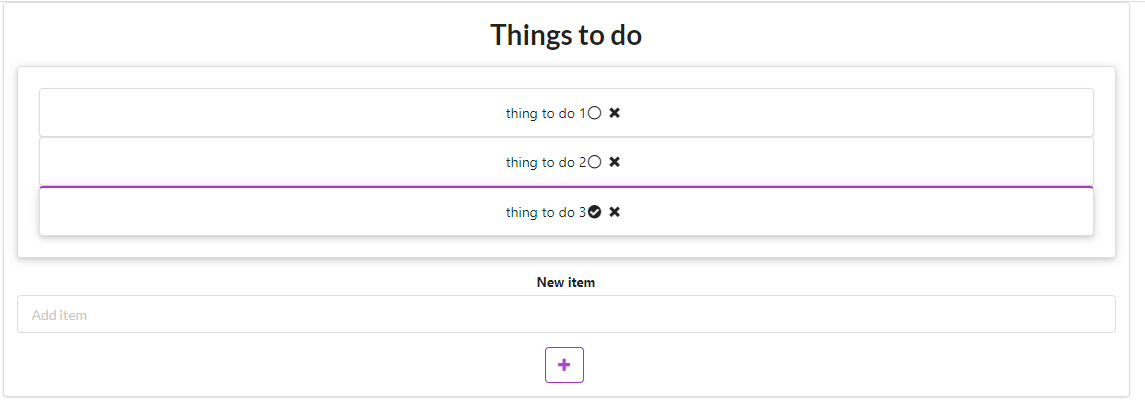 Things to do
thing to do 1
thing to do 2
thing to do 3
New item
Add item